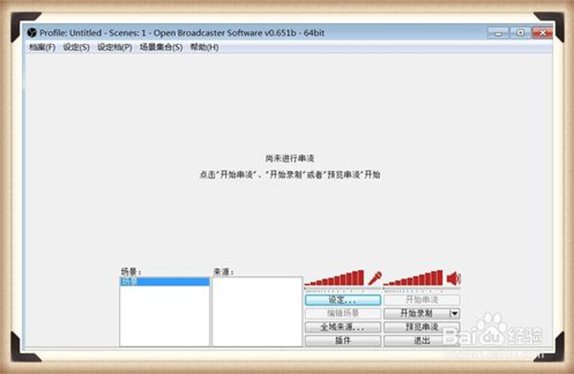 Profile: Untitled - Scenes: 1 - Open Broadcaster Software v0.651b - 64bit
档案(F) 设定(S) 设定档(P) 场景集合(S) 帮助(H)
尚未进行串流
点击"开始串流"、"开始录制"或者"预览串流"开始
场景: 来源:
场景
设定... 开始串流
编辑场景 开始录制
全域来源... 预览串流
插件 退出
Baidu经验